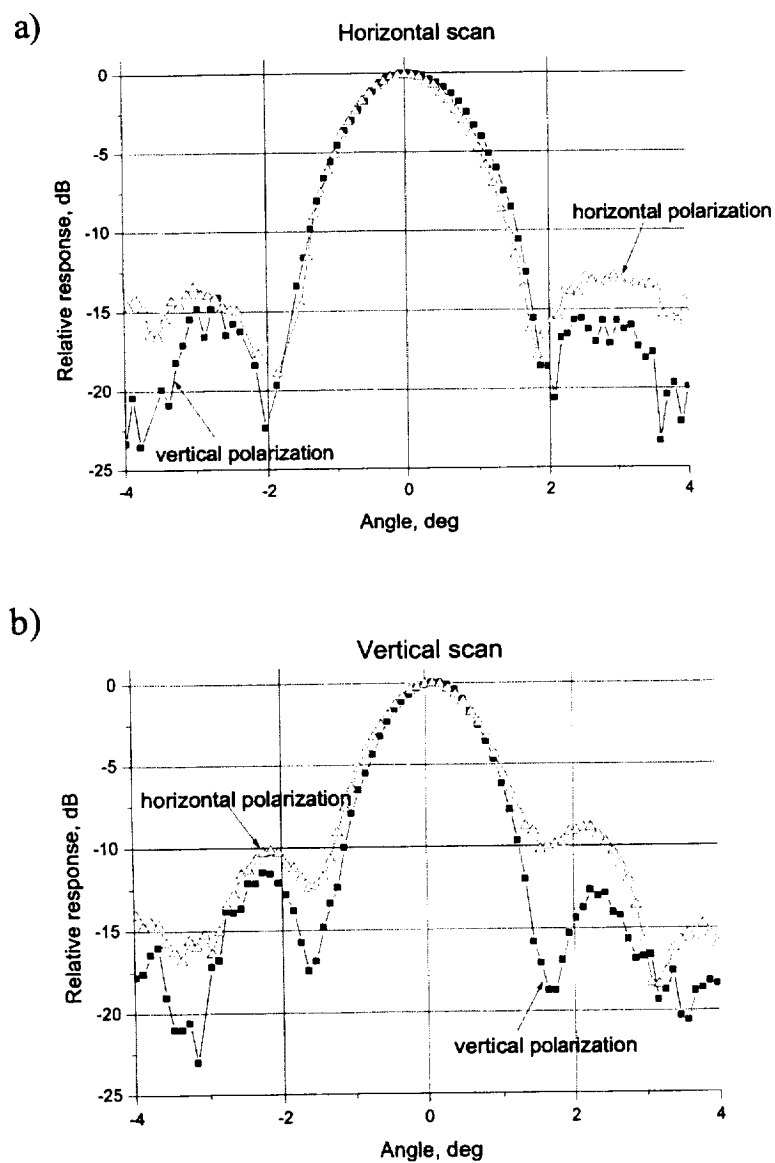 a)
Horizontal scan
0
-5
-10
-15
-20
-25
Relative response, dB
horizontal polarization
vertical polarization
-4
-2
0
2
4
Angle, deg
b)
Vertical scan
0
-5
-10
-15
-20
-25
Relative response, dB
horizontal polarization
vertical polarization
-4
-2
0
2
4
Angle, deg